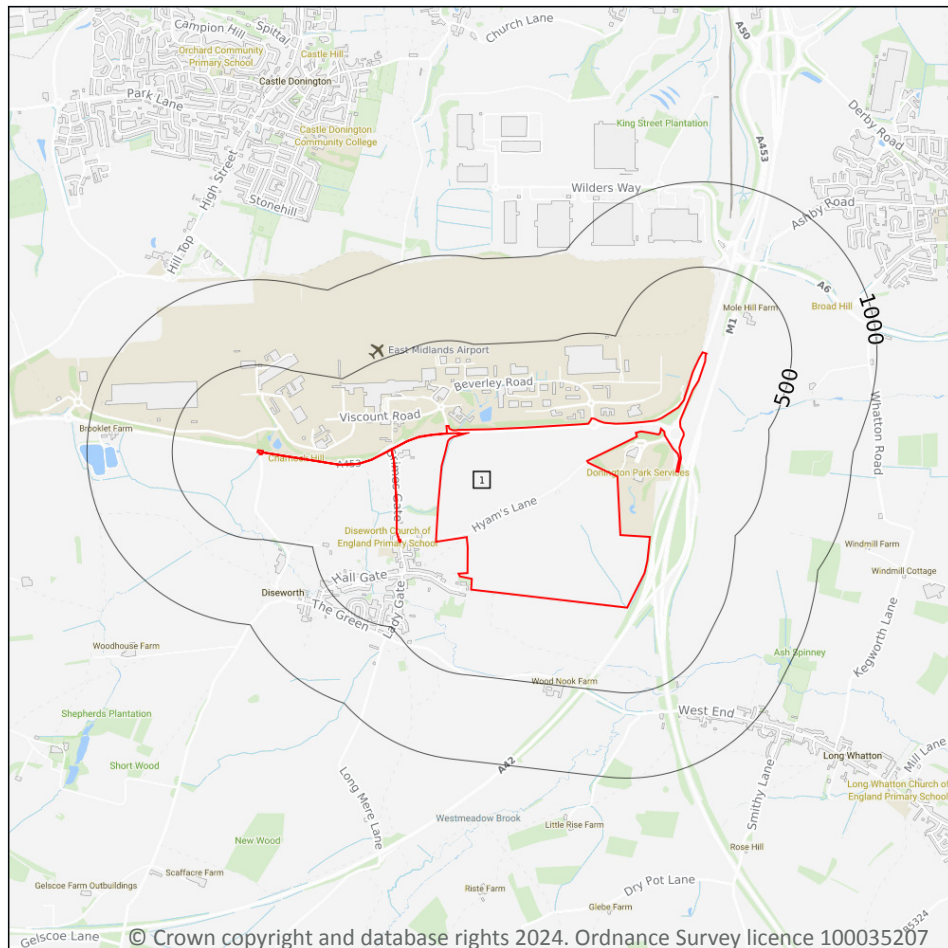 Church Lane
Spittal
Campion Hill
A50
Orchard Community
Primary School
Castle Hill
Castle Donington
Park Lane
Derby Road
King Street Plantation
Castle Donington
Community College
A453
High Street
Wilders Way
Stonehill
Ashby Road
Hill Top
A6
Broad Hill
Mole Hill Farm
1000
M1
East Midlands Airport
Beverley Road
500
Viscount Road
Whatton Road
Brooklet Farm
Charnock Hill
A453
Grimes Gate
Donington Park Services
1
Hyam's Lane
Diseworth Church of
England Primary School
Windmill Farm
Hall Gate
Windmill Cottage
Diseworth
The Green
Lady Gate
Kegworth Lane
Woodhouse Farm
Ash Spinney
Wood Nook Farm
Shepherds Plantation
West End
Long Whatton
Mill Lane
Short Wood
A42
Long Mere Lane
Long Whatton Church of
England Primary School
Smithy Lane
Westmeadow Brook
Little Rise Farm
New Wood
Rose Hill
Scaffacre Farm
Gelscoe Farm Outbuildings
Riste Farm
Dry Pot Lane
Glebe Farm
B5324
Gelscoe Lane
© Crown copyright and database rights 2024. Ordnance Survey licence 100035207